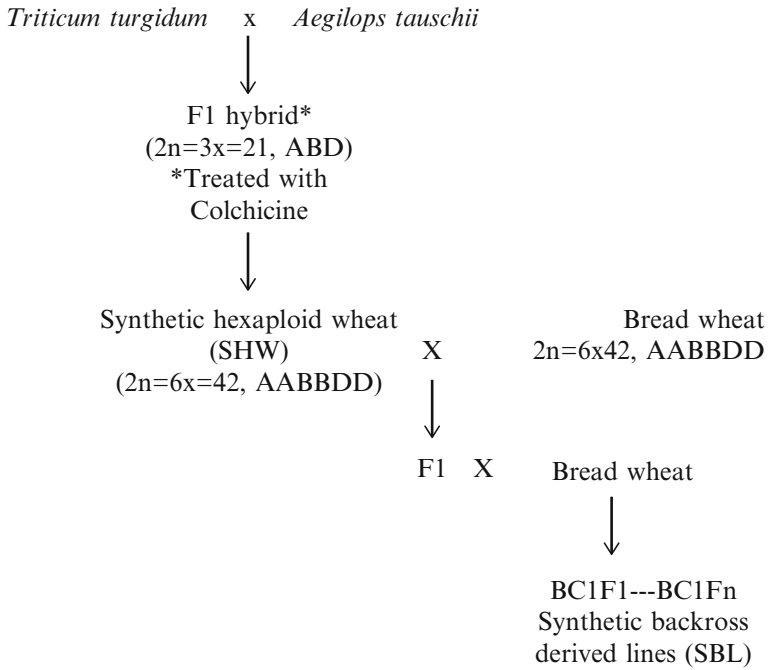 Triticum turgidum x Aegilops tauschii
F1 hybrid*
(2n=3x=21, ABD)
*Treated with
Colchicine
Synthetic hexaploid wheat
(SHW)
(2n=6x=42, AABBDD)
X
Bread wheat
2n=6x42, AABBDD
F1 X Bread wheat
BC1F1---BC1Fn
Synthetic backross
derived lines (SBL)